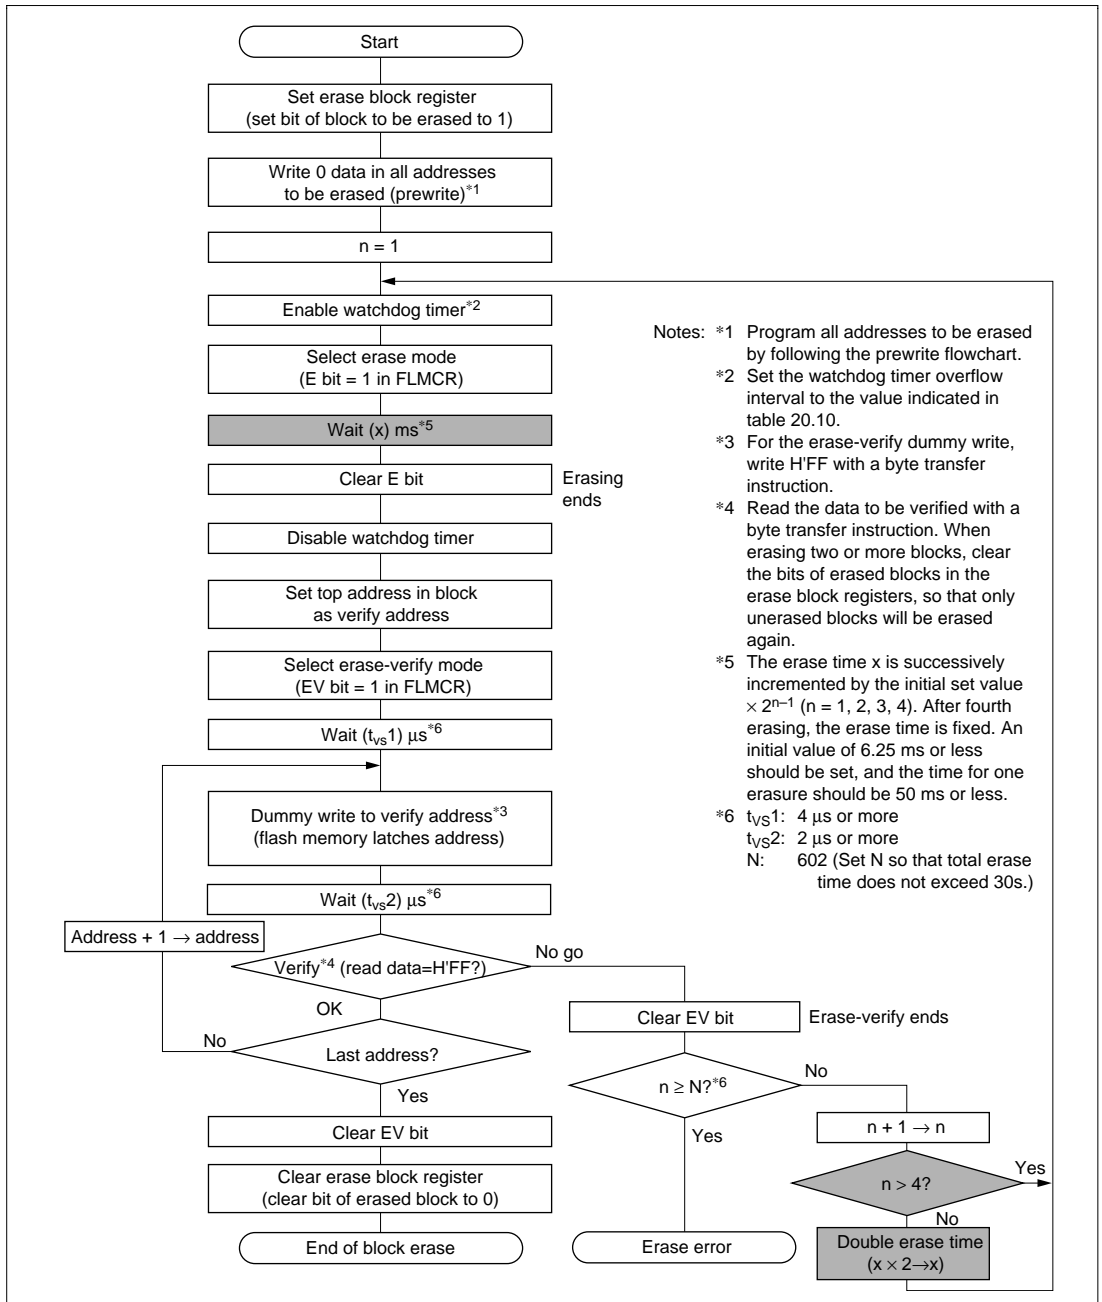 Start
Set erase block register
(set bit of block to be erased to 1)
Write 0 data in all addresses
to be erased (prewrite)*1
n = 1
Enable watchdog timer*2
Select erase mode
(E bit = 1 in FLMCR)
Wait (x) ms*5
Clear E bit
Erasing
ends
Disable watchdog timer
Set top address in block
as verify address
Select erase-verify mode
(EV bit = 1 in FLMCR)
Wait (tvs1) μs*6
Dummy write to verify address*3
(flash memory latches address)
Wait (tvs2) μs*6
Address + 1 → address
Verify*4 (read data=H'FF?)
No go
OK
Last address?
No
Yes
Clear EV bit
Clear erase block register
(clear bit of erased block to 0)
End of block erase
Clear EV bit
Erase-verify ends
n ≥ N?*6
No
Yes
Erase error
n + 1 → n
n > 4?
Yes
No
Double erase time
(x × 2→x)
Notes: *1 Program all addresses to be erased
by following the prewrite flowchart.
*2 Set the watchdog timer overflow
interval to the value indicated in
table 20.10.
*3 For the erase-verify dummy write,
write H'FF with a byte transfer
instruction.
*4 Read the data to be verified with a
byte transfer instruction. When
erasing two or more blocks, clear
the bits of erased blocks in the
erase block registers, so that only
unerased blocks will be erased
again.
*5 The erase time x is successively
incremented by the initial set value
× 2ⁿ⁻¹ (n = 1, 2, 3, 4). After fourth
erasing, the erase time is fixed. An
initial value of 6.25 ms or less
should be set, and the time for one
erasure should be 50 ms or less.
*6 tVS1: 4 μs or more
tVS2: 2 μs or more
N: 602 (Set N so that total erase
time does not exceed 30s.)